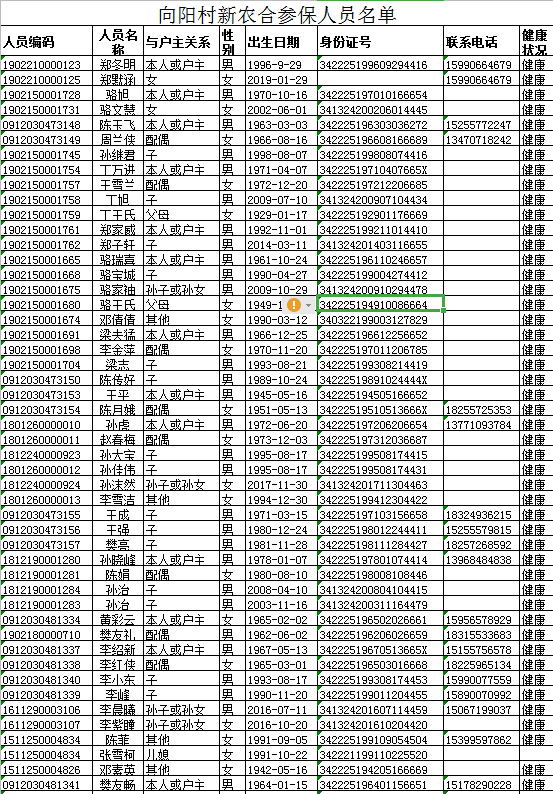 向阳村新农合参保人员名单
人员编码 人员名称 与户主关系 性别 出生日期 身份证号 联系电话 健康状况
1902210000123 郑冬明 本人或户主 男 1996-9-29 342225199609294416 15990664679 健康
1902210000125 郑默涵 女 女 2019-01-29 15990664679 健康
1902150001728 骆旭 本人或户主 男 1970-10-16 342225197010166654 健康
1902150001731 骆文慧 女 女 2002-06-01 341324200206014445 健康
0912030473148 陈玉飞 本人或户主 男 1963-03-03 342225196303036272 15255772247 健康
0912030473149 周兰侠 配偶 女 1966-08-16 342225196608166689 13470718242 健康
1902150001745 孙继君 子 男 1998-08-07 342225199808074416 健康
1902150001754 丁万进 本人或户主 男 1971-04-07 34222519710407665X 健康
1902150001757 王雪兰 配偶 女 1972-12-20 342225197212206685 健康
1902150001758 丁旭 子 男 2009-07-10 341324200907104434 健康
1902150001759 丁王氏 父母 女 1929-01-17 342225192901176669 健康
1902150001761 郑家威 本人或户主 男 1992-11-01 342225199211014410 健康
1902150001762 郑子轩 子 男 2014-03-11 341324201403116655 健康
1902150001665 骆瑞喜 本人或户主 男 1961-10-24 342225196110246657 健康
1902150001668 骆宝城 子 男 1990-04-27 342225199004274412 健康
1902150001675 骆家铀 孙子或孙女 男 2009-10-29 341324200910294478 健康
1902150001680 骆王氏 父母 女 1949-1 342225194910086664 健康
1902150001674 邓倩倩 其他 女 1990-03-12 340322199003127829 健康
1902150001691 梁夫猛 本人或户主 男 1966-12-25 342225196612256652 健康
1902150001698 李金萍 配偶 女 1970-11-20 342225197011206785 健康
1902150001704 梁志 子 男 1993-08-21 342225199308214419 健康
0912030473150 陈传好 子 男 1989-10-24 34222519891024444X 健康
0912030473153 王平 本人或户主 男 1945-05-16 342225194505166652 健康
0912030473154 陈月娥 配偶 女 1951-05-13 34222519510513666X 18255725353 健康
1801260000010 孙虎 本人或户主 男 1972-06-20 342225197206206654 13771093784 健康
1801260000011 赵春梅 配偶 女 1973-12-03 342225197312036687 健康
1812240000923 孙大宝 子 男 1995-08-17 342225199508174415 健康
1801260000012 孙佳伟 子 男 1995-08-17 342225199508174431 健康
1812240000924 孙沫然 孙子或孙女 女 2017-11-30 341324201711304463 健康
1801260000013 李雪洁 其他 女 1994-12-30 342225199412304422 健康
0912030473155 王成 子 男 1971-03-15 342225197103156658 18324936215 健康
0912030473156 王强 子 男 1980-12-24 342225198012244411 15255579815 健康
0912030473157 樊亮 子 男 1981-11-28 342225198111284427 18257268592 健康
1812190001280 孙晓峰 本人或户主 男 1978-01-07 342225197801074414 13968484838 健康
1812190001281 陈娟 配偶 女 1980-08-10 342225198008108446 健康
1812190001284 孙治 子 男 2008-04-10 341324200804104415 健康
1812190001283 孙治 子 男 2003-11-16 341324200311164479 健康
0912030481334 黄彩云 本人或户主 女 1965-02-02 342225196502026661 15956578929 健康
1902180000710 樊友礼 配偶 男 1962-06-02 342225196206026659 18315533683 健康
0912030481337 李绍新 本人或户主 男 1967-05-13 34222519670513665X 15155756578 健康
0912030481338 李红侠 配偶 女 1965-03-01 342225196503016668 18225965134 健康
0912030481340 李小东 子 男 1993-08-17 342225199308174453 15990077559 健康
0912030481339 李峰 子 男 1990-11-20 342225199011204455 15890070992 健康
1611290003106 李晨曦 孙子或孙女 男 2016-07-11 341324201607114459 15067199037 健康
1611290003107 李紫曈 孙子或孙女 女 2016-10-20 341324201610204420 健康
1511250004834 陈菲 其他 女 1991-09-05 342225199109054504 15399597862 健康
1511250004834 张雪柯 儿媳 女 1991-10-22 342221199110225520
1511250004826 邓素英 其他 女 1942-05-16 342225194205166669 健康
0912030481341 樊友畅 本人或户主 男 1964-01-15 342225196401156651 15178290228 健康